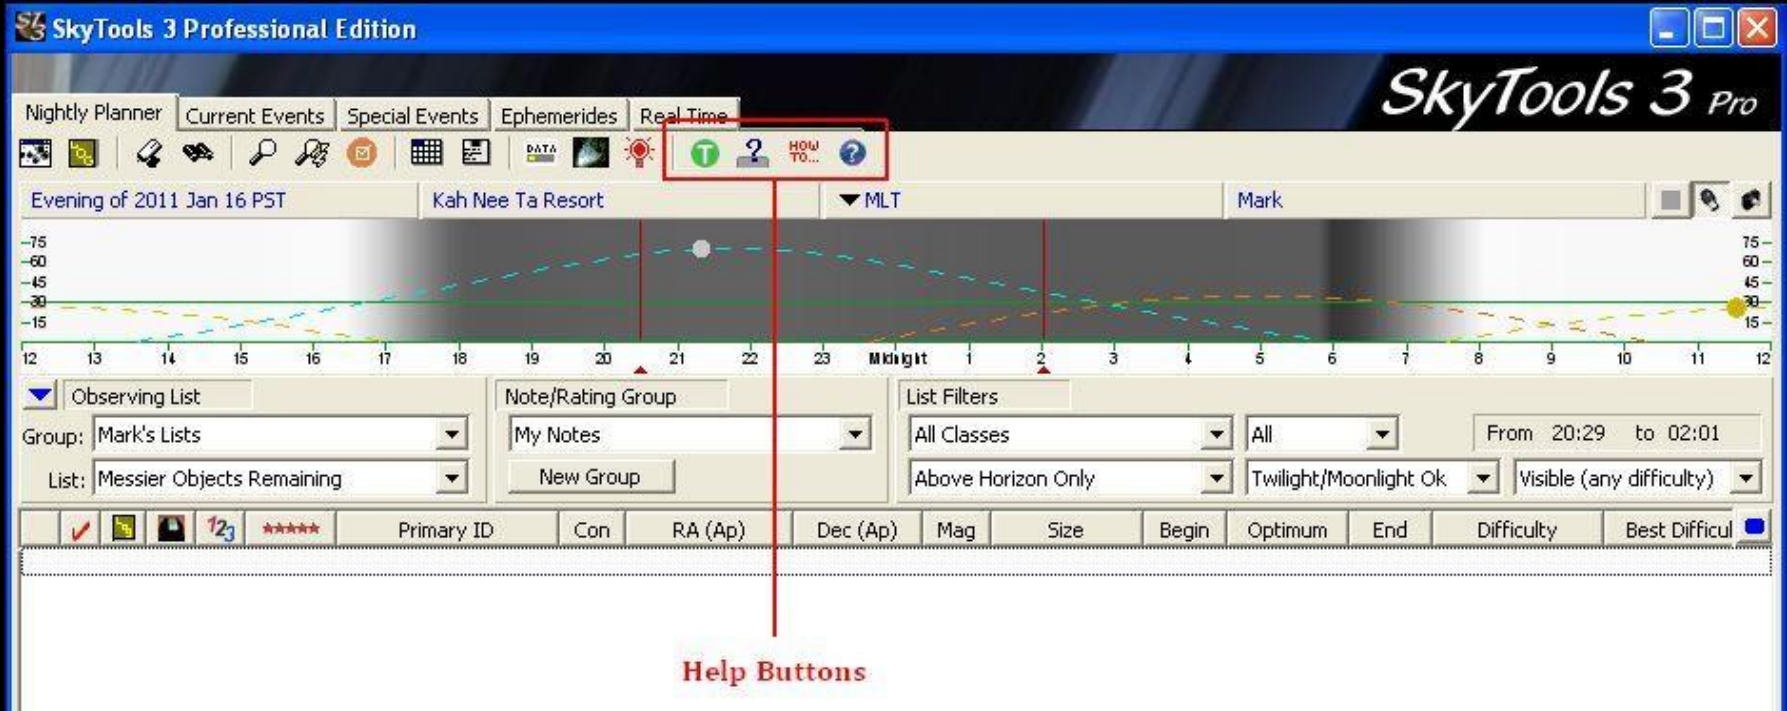 SkyTools 3 Professional Edition
SkyTools 3 Pro
Nightly Planner Current Events Special Events Ephemerides Real Time
DATA T ? HOW TO... ?
Evening of 2011 Jan 16 PST Kah Nee Ta Resort MLT Mark
75 75
60 60
45 45
30 30
15 15
12 13 14 15 16 17 18 19 20 21 22 23 Midnight 1 2 3 4 5 6 7 8 9 10 11 12
Observing List Note/Rating Group List Filters
Group: Mark's Lists My Notes All Classes All From 20:29 to 02:01
List: Messier Objects Remaining New Group Above Horizon Only Twilight/Moonlight Ok Visible (any difficulty)
123 Primary ID Con RA (Ap) Dec (Ap) Mag Size Begin Optimum End Difficulty Best Difficul
Help Buttons